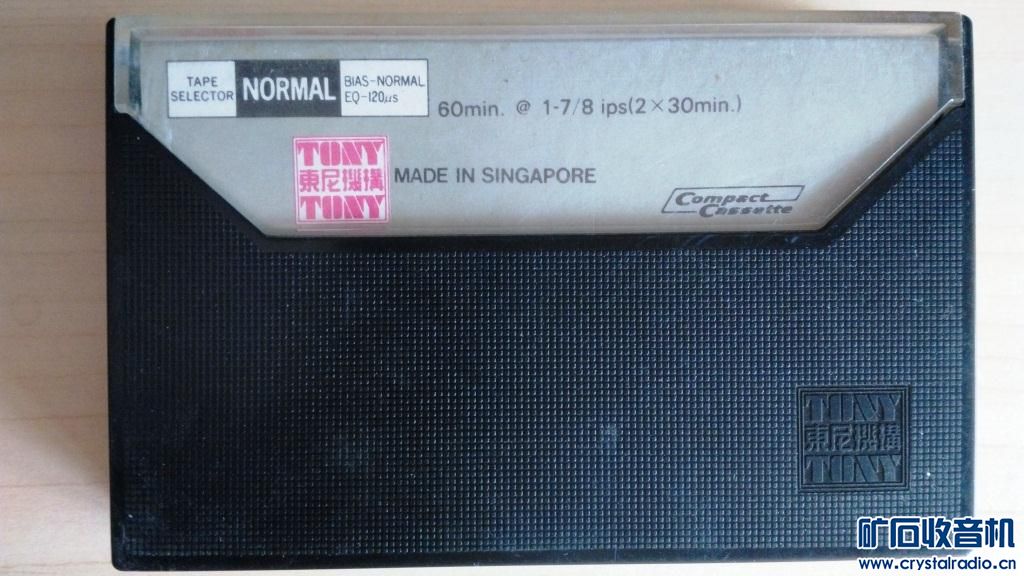 TAPE
SELECTOR
NORMAL
BIAS-NORMAL
EQ-120µs
60min. @ 1-7/8 ips(2×30min.)
TONY
東尼機構
TONY
MADE IN SINGAPORE
Compact
Cassette
TONY
東尼機構
TONY
矿石收音机
www.crystalradio.cn